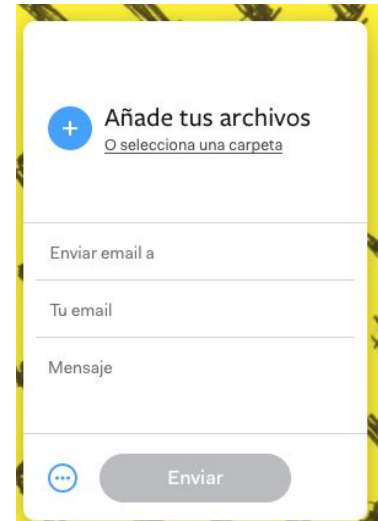 Añade tus archivos
O selecciona una carpeta
Enviar email a
Tu email
Mensaje
Enviar